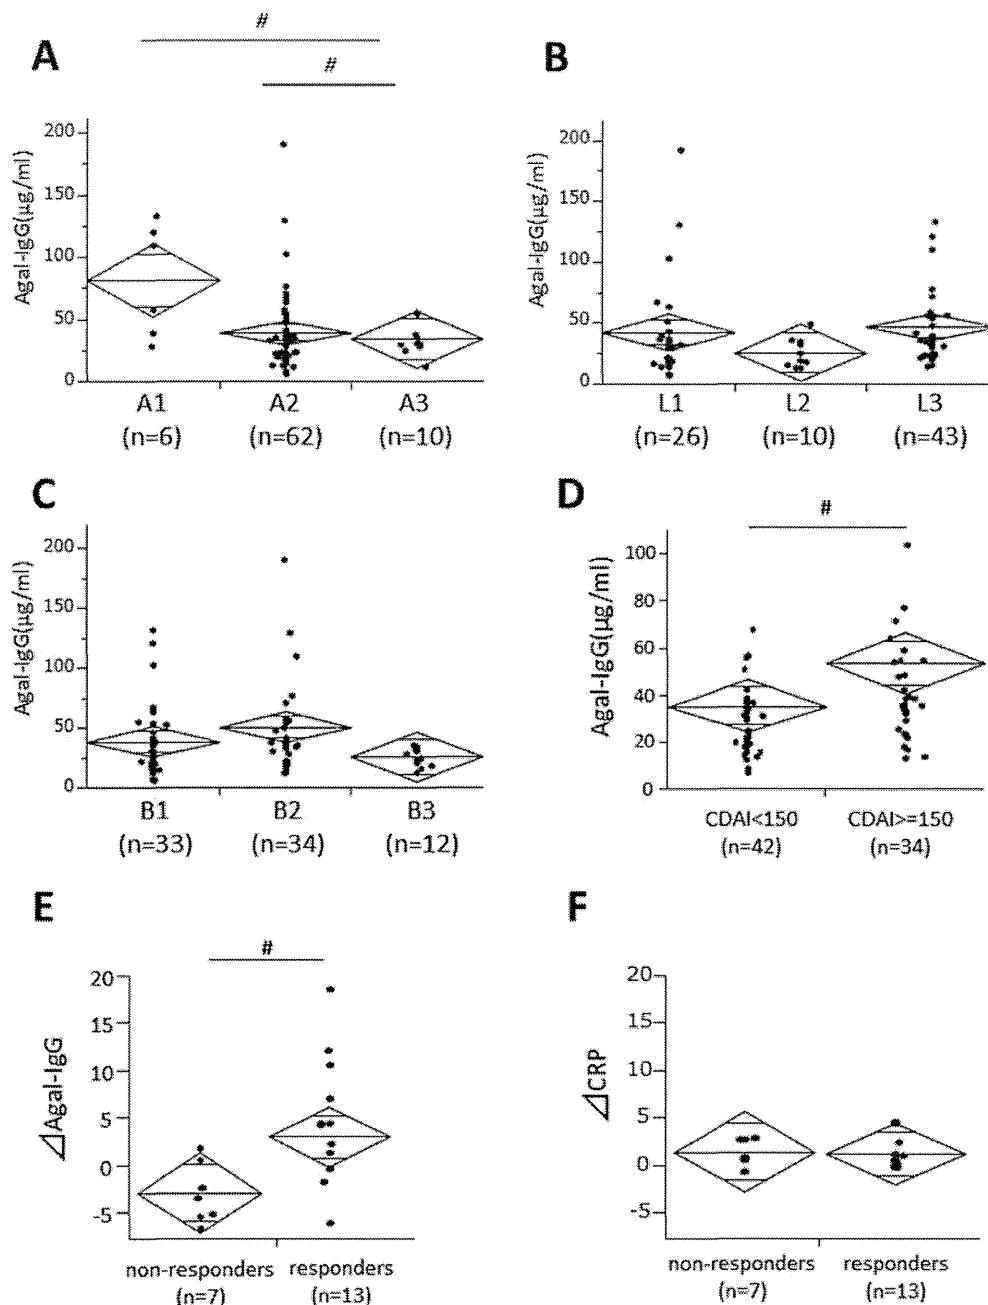 #
A
#
B
Agal-IgG(μg/ml)
200
150
100
50
0
A1 A2 A3
(n=6) (n=62) (n=10)
Agal-IgG(μg/ml)
200
150
100
50
0
L1 L2 L3
(n=26) (n=10) (n=43)
C
Agal-IgG(μg/ml)
200
150
100
50
0
B1 B2 B3
(n=33) (n=34) (n=12)
D
#
Agal-IgG(μg/ml)
100
80
60
40
20
0
CDAI<150 CDAI>=150
(n=42) (n=34)
E
#
⊿Agal-IgG
20
15
10
5
0
-5
non-responders responders
(n=7) (n=13)
F
⊿CRP
20
15
10
5
0
-5
non-responders responders
(n=7) (n=13)